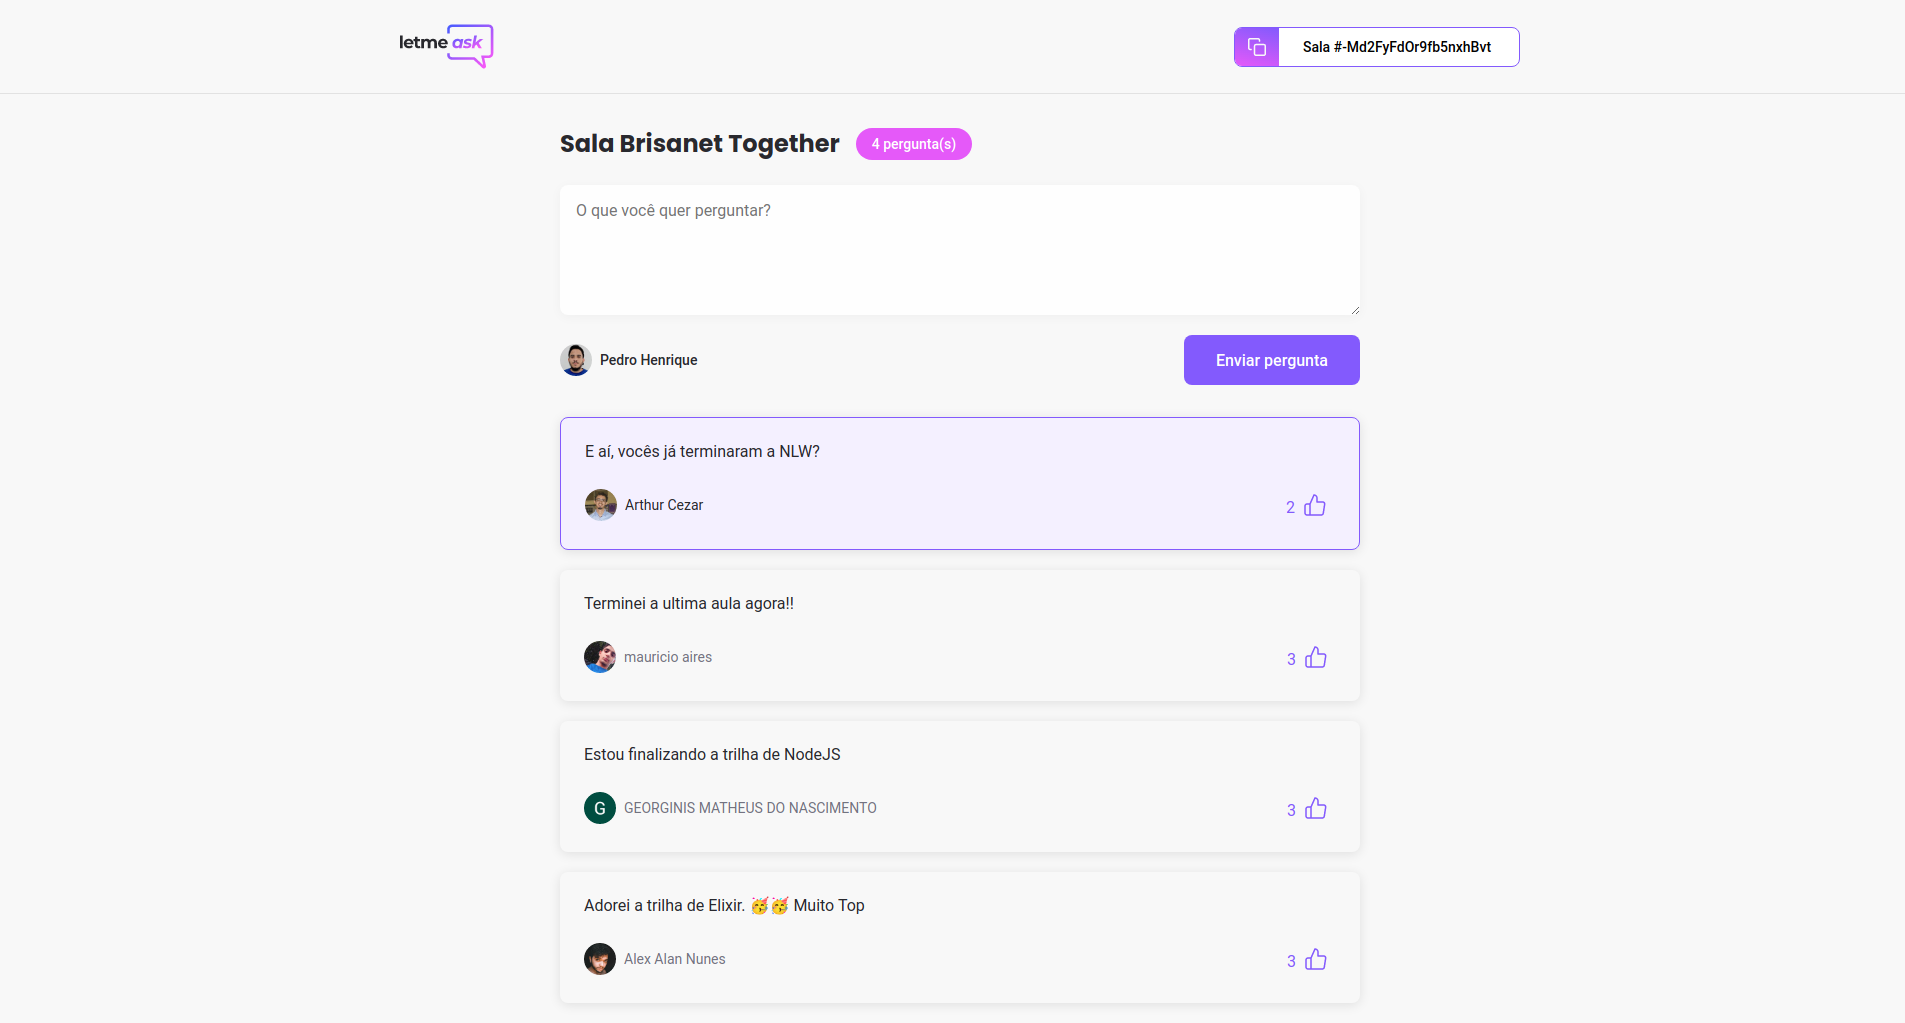 letme ask
Sala #-Md2FyFdOr9fb5nxhBvt
Sala Brisanet Together
4 pergunta(s)
O que você quer perguntar?
Pedro Henrique
Enviar pergunta
E aí, vocês já terminaram a NLW?
Arthur Cezar
2
Terminei a ultima aula agora!!
mauricio aires
3
Estou finalizando a trilha de NodeJS
G
GEORGINIS MATHEUS DO NASCIMENTO
3
Adorei a trilha de Elixir. 🥳🥳 Muito Top
Alex Alan Nunes
3